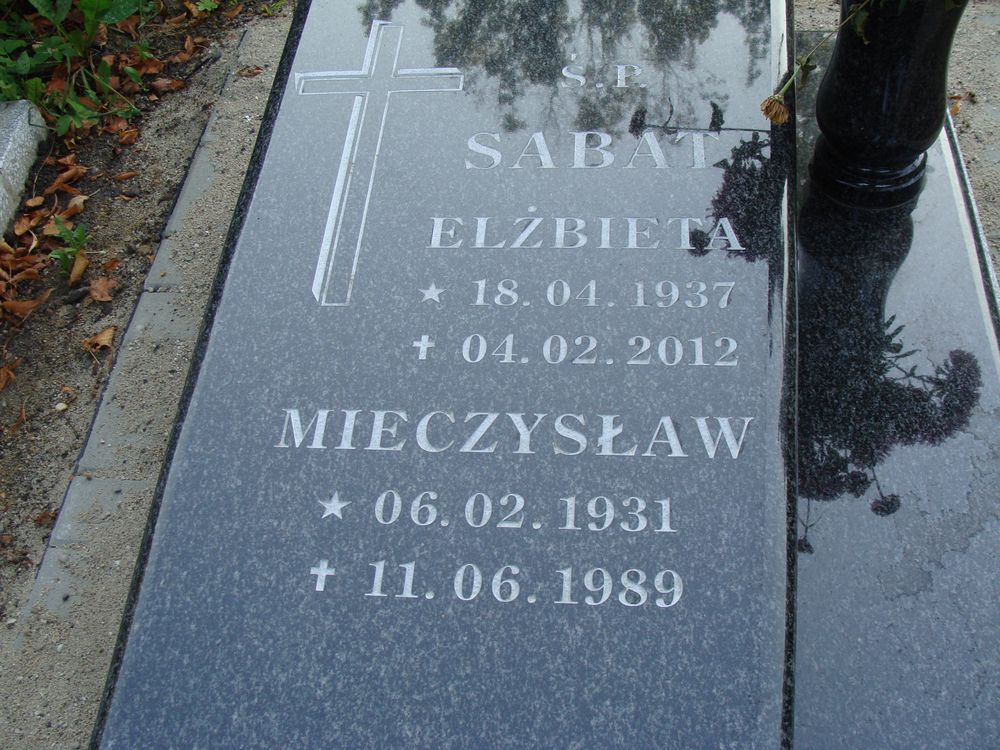 Ś.P.
SABAT
ELŻBIETA
★ 18.04.1937
✝ 04.02.2012
MIECZYSŁAW
★ 06.02.1931
✝ 11.06.1989